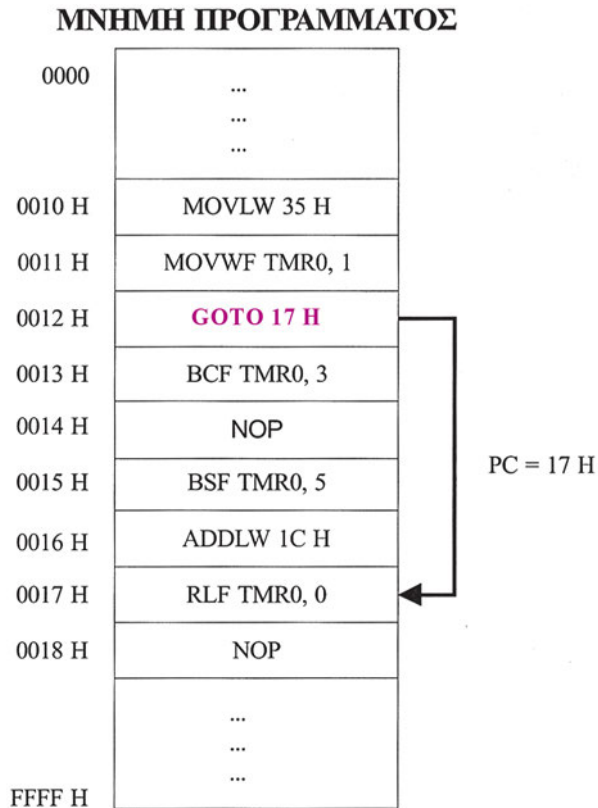 ΜΝΗΜΗ ΠΡΟΓΡΑΜΜΑΤΟΣ
0000
...
...
...
0010 H MOVLW 35 H
0011 H MOVWF TMR0, 1
0012 H GOTO 17 H
0013 H BCF TMR0, 3
0014 H NOP
0015 H BSF TMR0, 5
PC = 17 H
0016 H ADDLW 1C H
0017 H RLF TMR0, 0
0018 H NOP
...
...
...
FFFF H